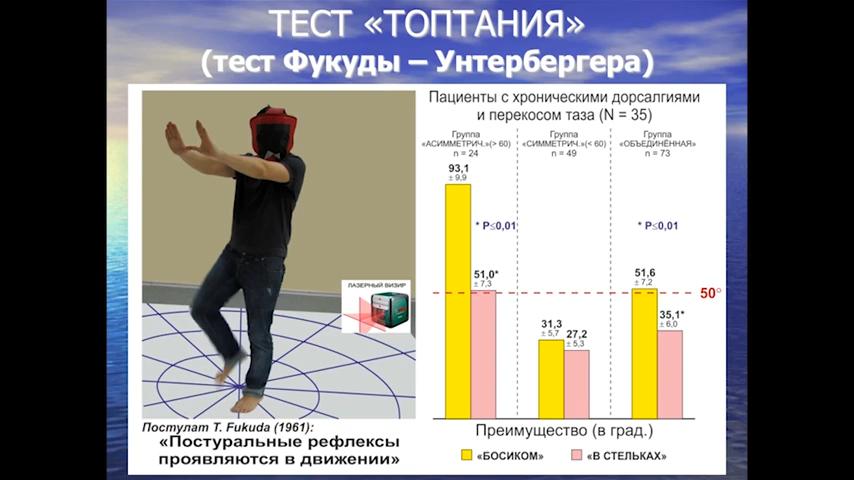 ТЕСТ «ТОПТАНИЯ»
(тест Фукуды – Унтербергера)
ЛАЗЕРНЫЙ ВИЗИР
Постулат Т. Fukuda (1961):
«Постуральные рефлексы
проявляются в движении»
Пациенты с хроническими дорсалгиями
и перекосом таза (N = 35)
Группа
«АСИММЕТРИЧ.»(> 60)
n = 24
Группа
«СИММЕТРИЧ.»(< 60)
n = 49
Группа
«ОБЪЕДИНЁННАЯ»
n = 73
93,1
± 9,9
* P≤0,01
51,0*
± 7,3
31,3
± 5,7
27,2
± 5,3
* P≤0,01
51,6
± 7,2
35,1*
± 6,0
50°
Преимущество (в град.)
«БОСИКОМ»
«В СТЕЛЬКАХ»